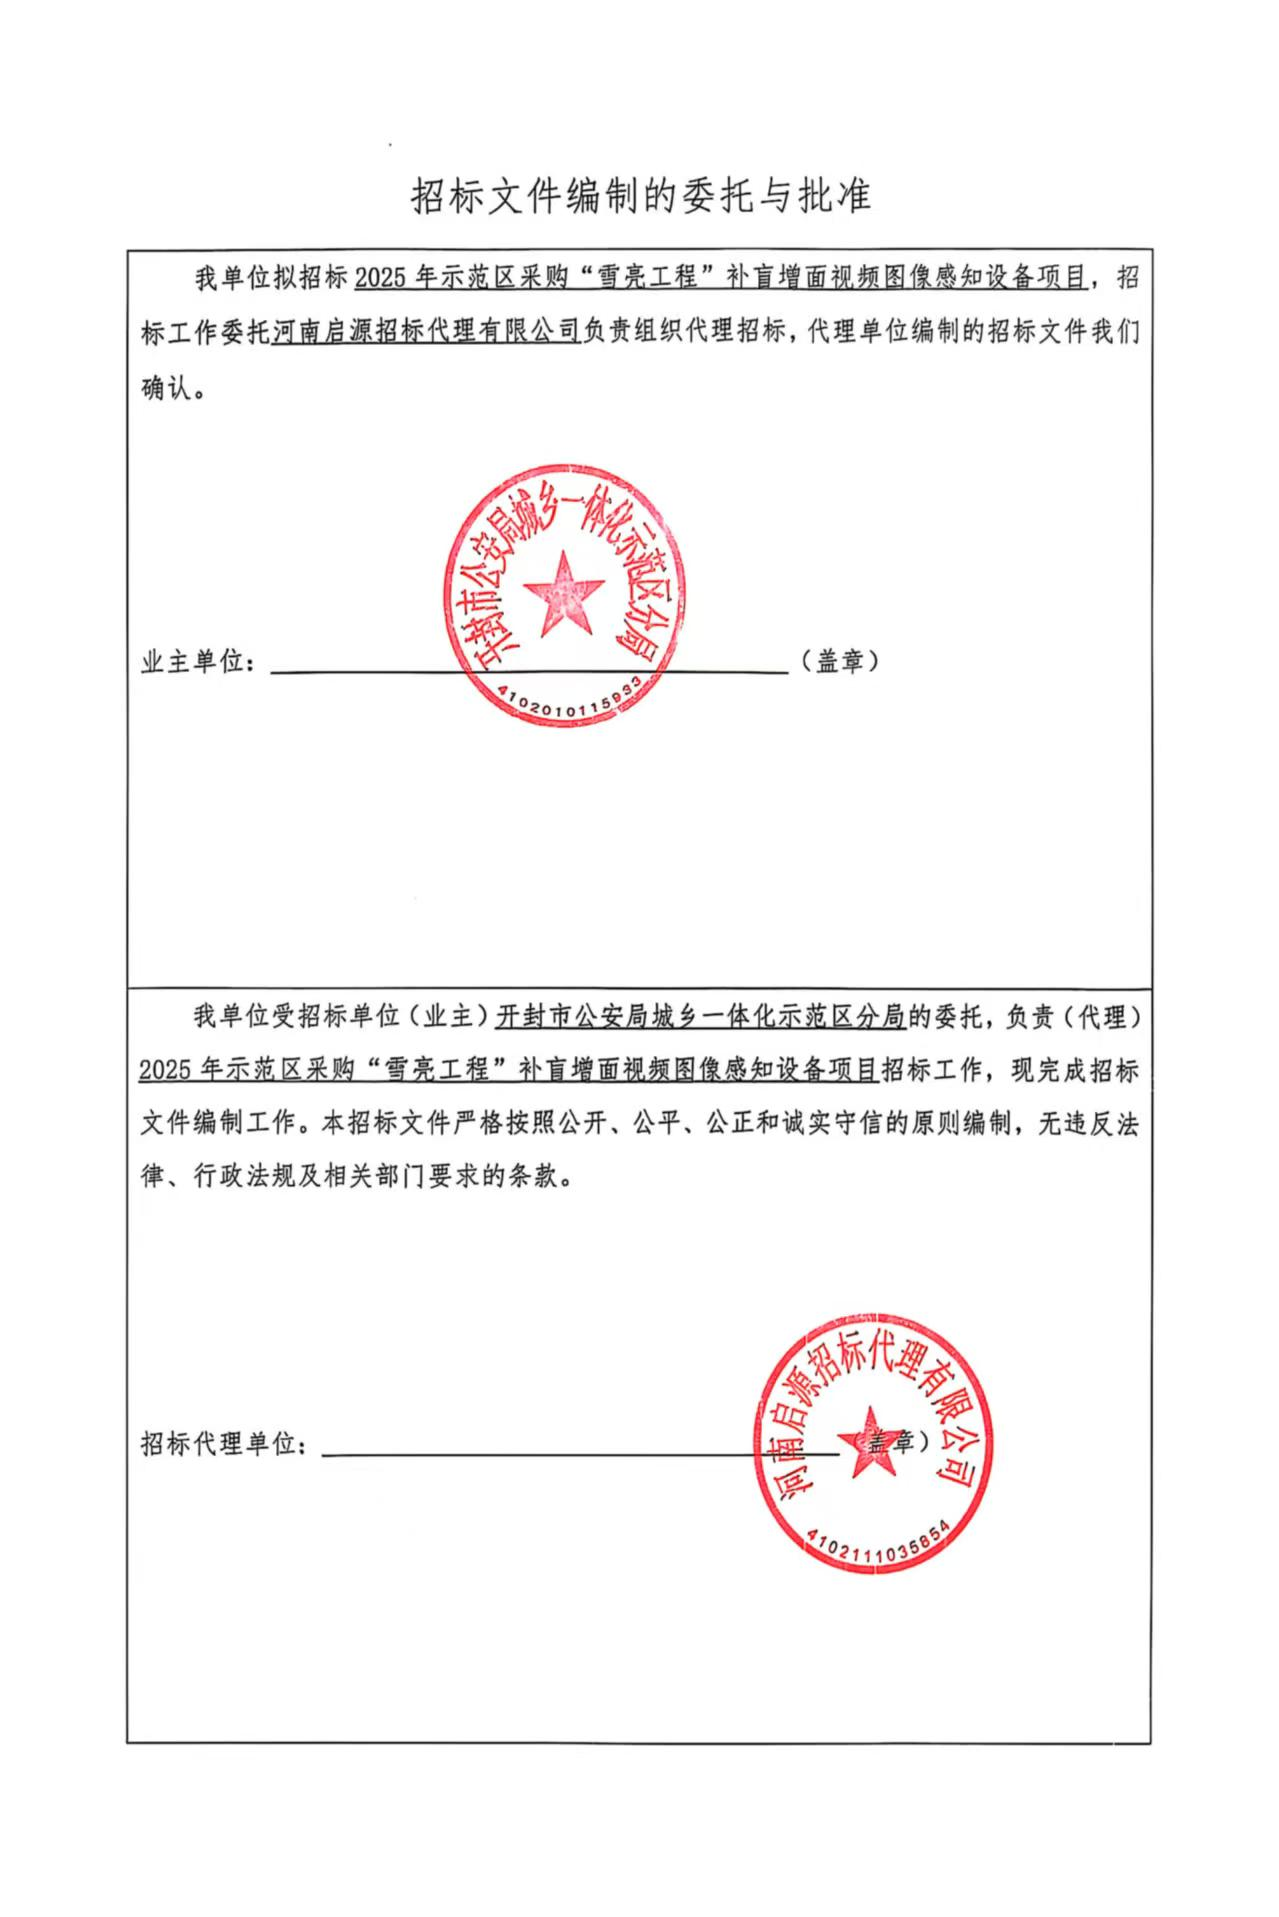 招标文件编制的委托与批准
我单位拟招标 2025 年示范区采购“雪亮工程”补盲增面视频图像感知设备项目，招
标工作委托河南启源招标代理有限公司负责组织代理招标，代理单位编制的招标文件我们
确认。
开封市公安局城乡一体化示范区分局
业主单位：（盖章）
4102010115933
我单位受招标单位（业主）开封市公安局城乡一体化示范区分局的委托，负责（代理）
2025 年示范区采购“雪亮工程”补盲增面视频图像感知设备项目招标工作，现完成招标
文件编制工作。本招标文件严格按照公开、公平、公正和诚实守信的原则编制，无违反法
律、行政法规及相关部门要求的条款。
河南启源招标代理有限公司
招标代理单位：（盖章）
4102111035854